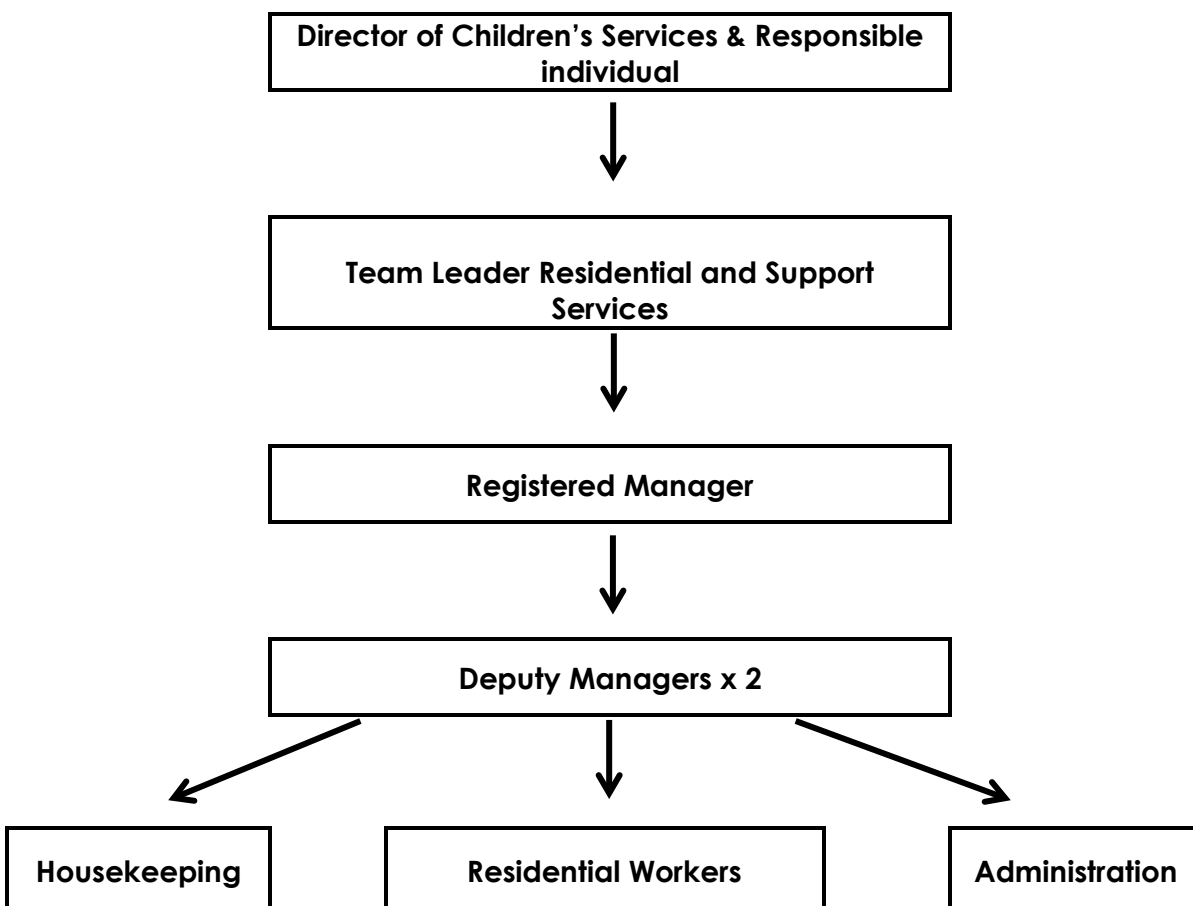 Director of Children’s Services & Responsible
individual
Team Leader Residential and Support
Services
Registered Manager
Deputy Managers x 2
Housekeeping
Residential Workers
Administration